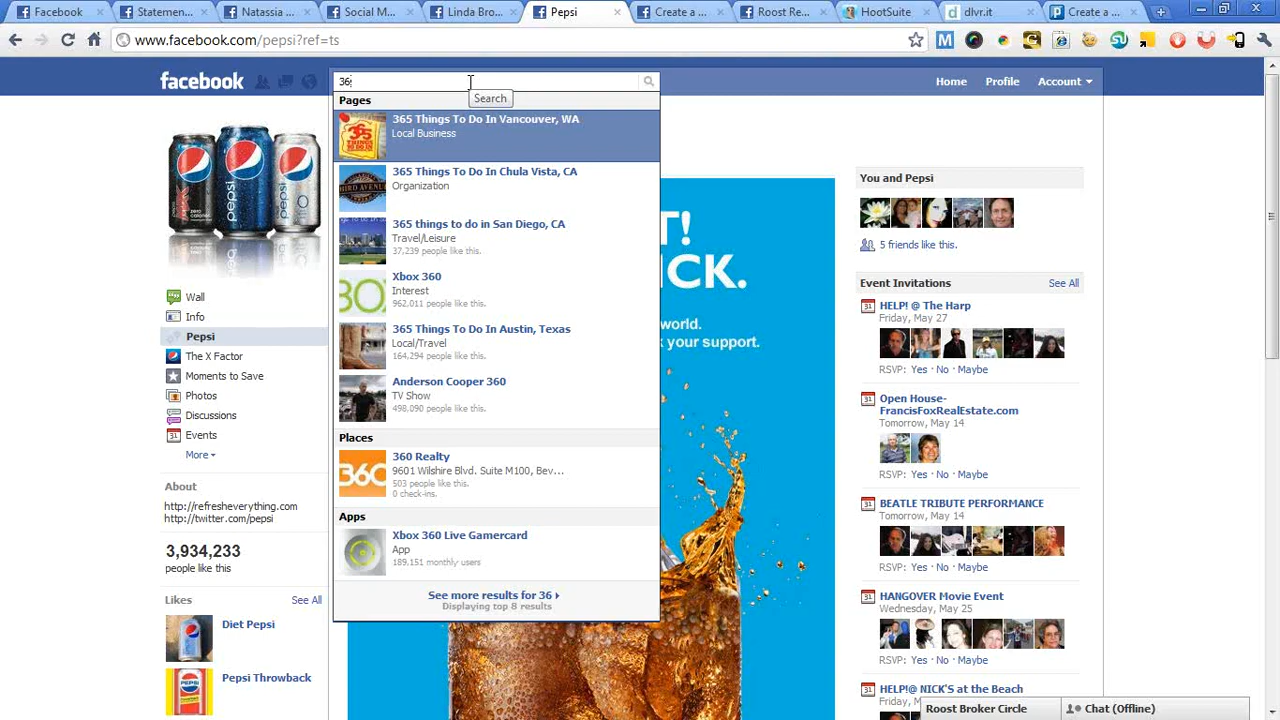 Statemen...
Natassia ...
Social M...
Linda Bro...
Pepsi
Create a ...
Roost Re...
HootSuite
dlvr.it
Create a ...
www.facebook.com/pepsi?ref=ts
facebook
36
Search
Home
Profile
Account
Pages
365 Things To Do In Vancouver, WA
Local Business
365 Things To Do In Chula Vista, CA
Organization
365 things to do in San Diego, CA
Travel/Leisure
37,239 people like this.
Xbox 360
Interest
962,011 people like this.
365 Things To Do In Austin, Texas
Local/Travel
164,294 people like this.
Anderson Cooper 360
TV Show
498,090 people like this.
Places
360 Realty
9601 Wilshire Blvd. Suite M100, Bev...
503 people like this.
0 check-ins.
Apps
Xbox 360 Live Gamercard
App
189,151 monthly users
See more results for 36
Displaying top 8 results
pepsi
Wall
Info
Pepsi
The X Factor
Moments to Save
Photos
Discussions
Events
More
About
http://refresheverything.com
http://twitter.com/pepsi
3,934,233
people like this
Likes
See All
Diet Pepsi
Pepsi Throwback
T!
CK.
world.
k your support.
You and Pepsi
5 friends like this.
Event Invitations
See All
HELP! @ The Harp
Friday, May 27
RSVP: Yes · No · Maybe
Open House-
FrancisFoxRealEstate.com
Tomorrow, May 14
RSVP: Yes · No · Maybe
BEATLE TRIBUTE PERFORMANCE
Tomorrow, May 14
RSVP: Yes · No · Maybe
HANGOVER Movie Event
Wednesday, May 25
RSVP: Yes · No · Maybe
HELP!@ NICK'S at the Beach
Roost Broker Circle
Chat (Offline)